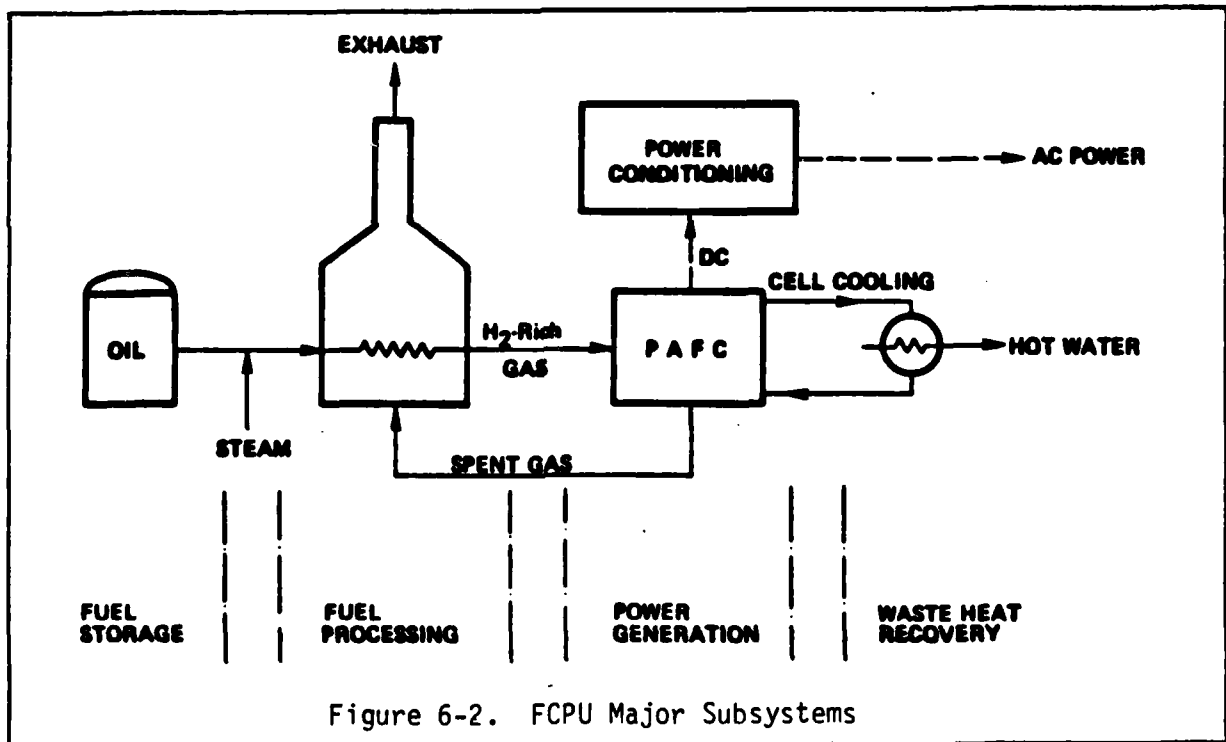 EXHAUST
POWER
CONDITIONING
AC POWER
DC
CELL COOLING
OIL
H2-Rich
GAS
PAFC
HOT WATER
STEAM
SPENT GAS
FUEL
STORAGE
FUEL
PROCESSING
POWER
GENERATION
WASTE HEAT
RECOVERY
Figure 6-2. FCPU Major Subsystems